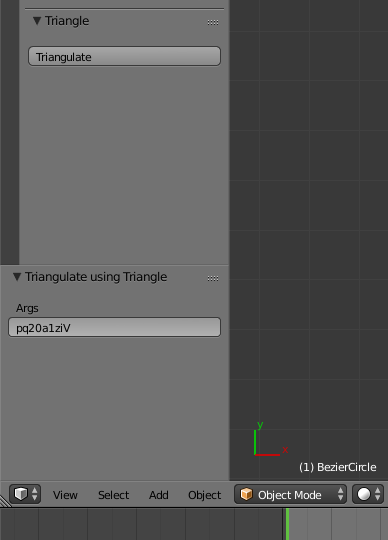 Triangle
Triangulate
Triangulate using Triangle
Args
pq20a1ziV
y
x
(1) BezierCircle
View Select Add Object Object Mode